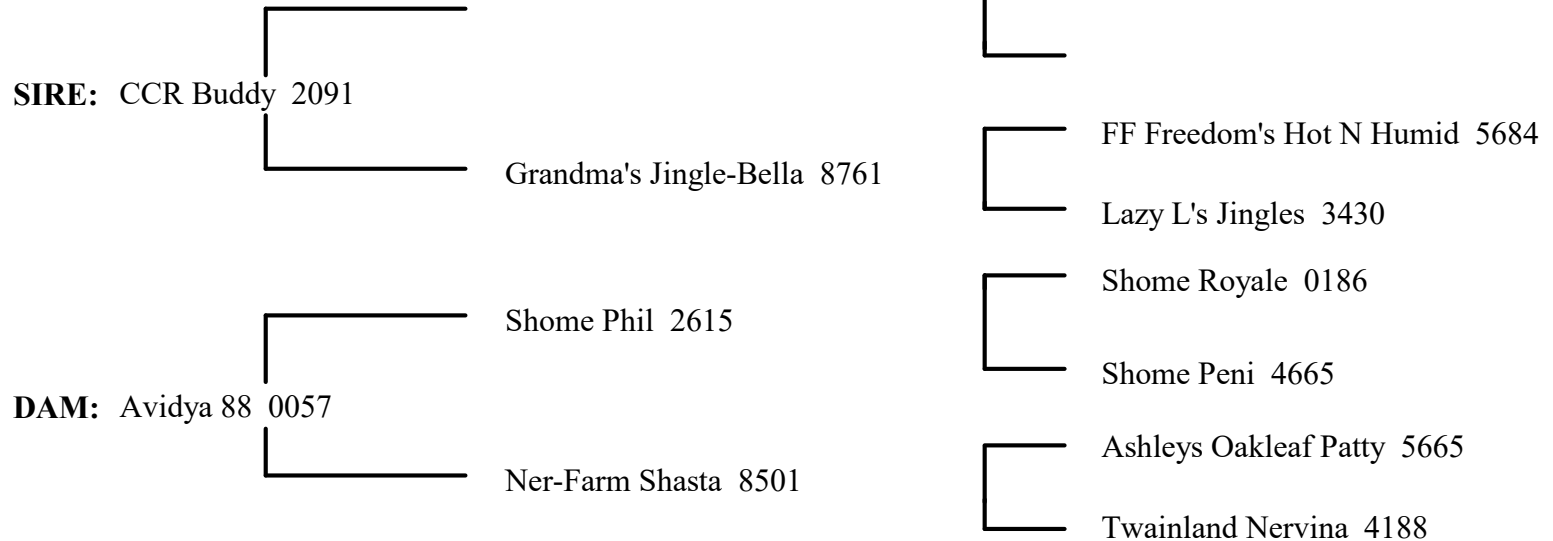 SIRE: CCR Buddy 2091
FF Freedom's Hot N Humid 5684
Grandma's Jingle-Bella 8761
Lazy L's Jingles 3430
Shome Royale 0186
Shome Phil 2615
Shome Peni 4665
DAM: Avidya 88 0057
Ashleys Oakleaf Patty 5665
Ner-Farm Shasta 8501
Twainland Nervina 4188